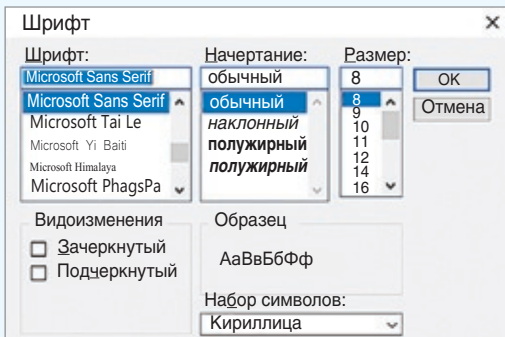 Шрифт
Шрифт:
Microsoft Sans Serif
Microsoft Sans Serif
Microsoft Tai Le
Microsoft Yi Baiti
Microsoft Himalaya
Microsoft PhagsPa
Начертание:
обычный
обычный
наклонный
полужирный
полужирный
Размер:
8
8
9
10
11
12
14
16
OK
Отмена
Видоизменения
Зачеркнутый
Подчеркнутый
Образец
АаВвБбФф
Набор символов:
Кириллица